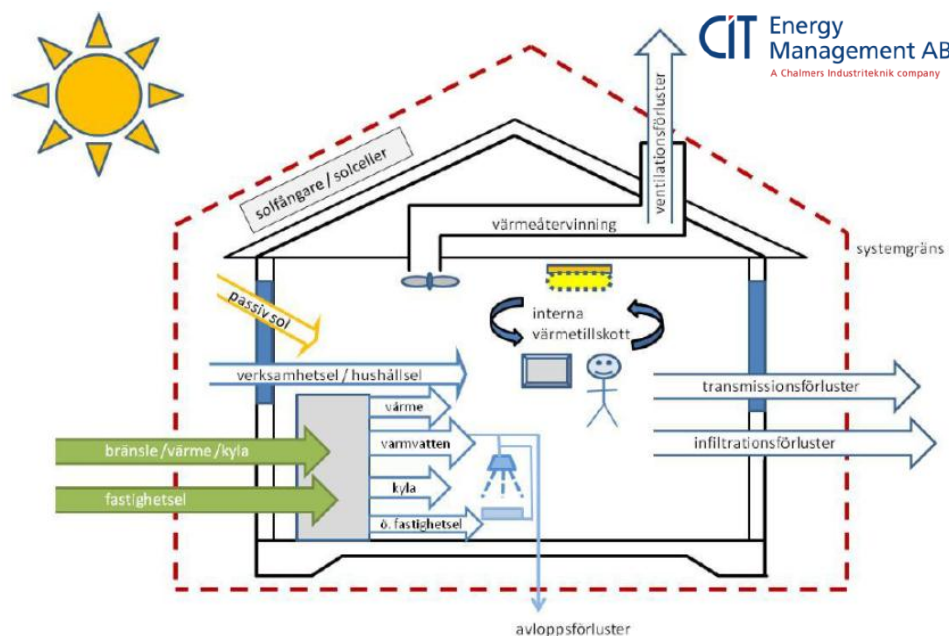 CIT Energy
Management AB
A Chalmers Industriteknik company
ventilationsförluster
solfångare / solceller
värmeåtervinning
systemgräns
passiv sol
interna
värmetillskott
verksamhetsel / hushållsel
transmissionsförluster
värme
bränsle /värme /kyla
varmvatten
infiltrationsförluster
kyla
fastighetsel
ö. fastighetsel
avloppsförluster